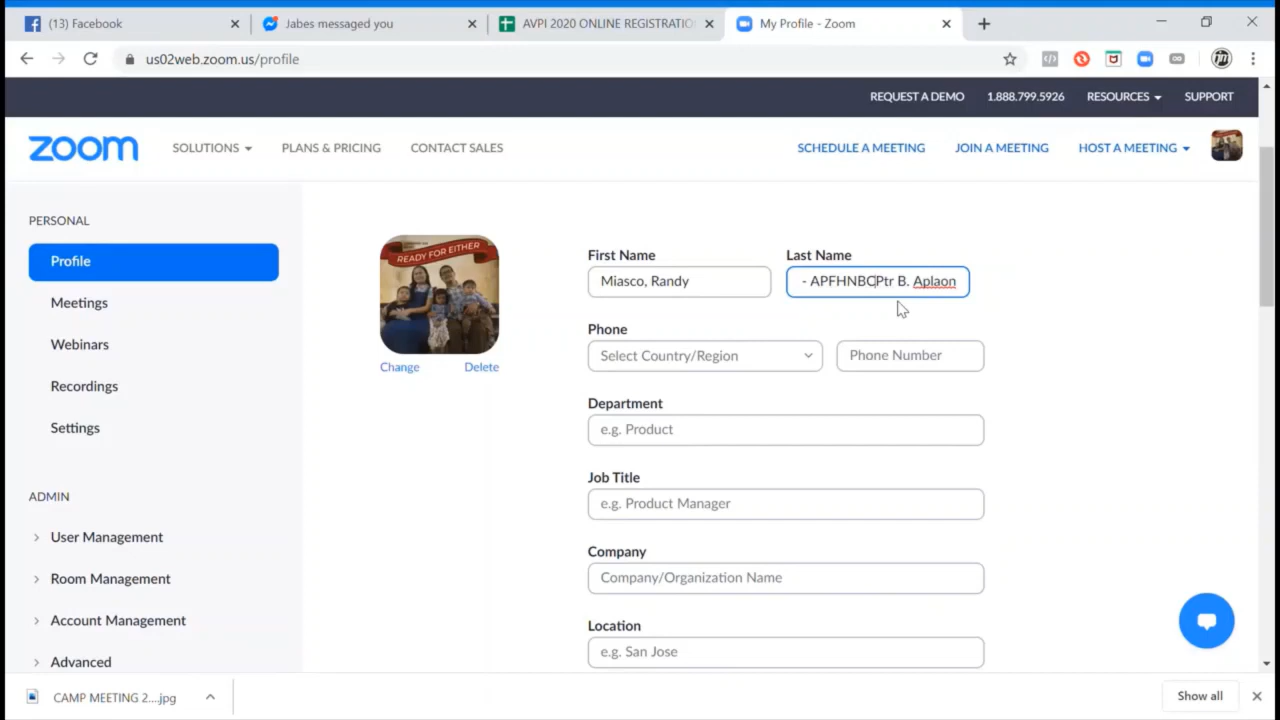 (13) Facebook
Jabes messaged you
AVPI 2020 ONLINE REGISTRATIO
My Profile - Zoom
us02web.zoom.us/profile
REQUEST A DEMO
1.888.799.5926
RESOURCES
SUPPORT
zoom
SOLUTIONS
PLANS & PRICING
CONTACT SALES
SCHEDULE A MEETING
JOIN A MEETING
HOST A MEETING
PERSONAL
Profile
Meetings
Webinars
Recordings
Settings
ADMIN
User Management
Room Management
Account Management
Advanced
READY FOR EITHER
Change
Delete
First Name
Last Name
Miasco, Randy
- APFHNBCPtr B. Aplaon
Phone
Select Country/Region
Phone Number
Department
e.g. Product
Job Title
e.g. Product Manager
Company
Company/Organization Name
Location
e.g. San Jose
CAMP MEETING 2....jpg
Show all